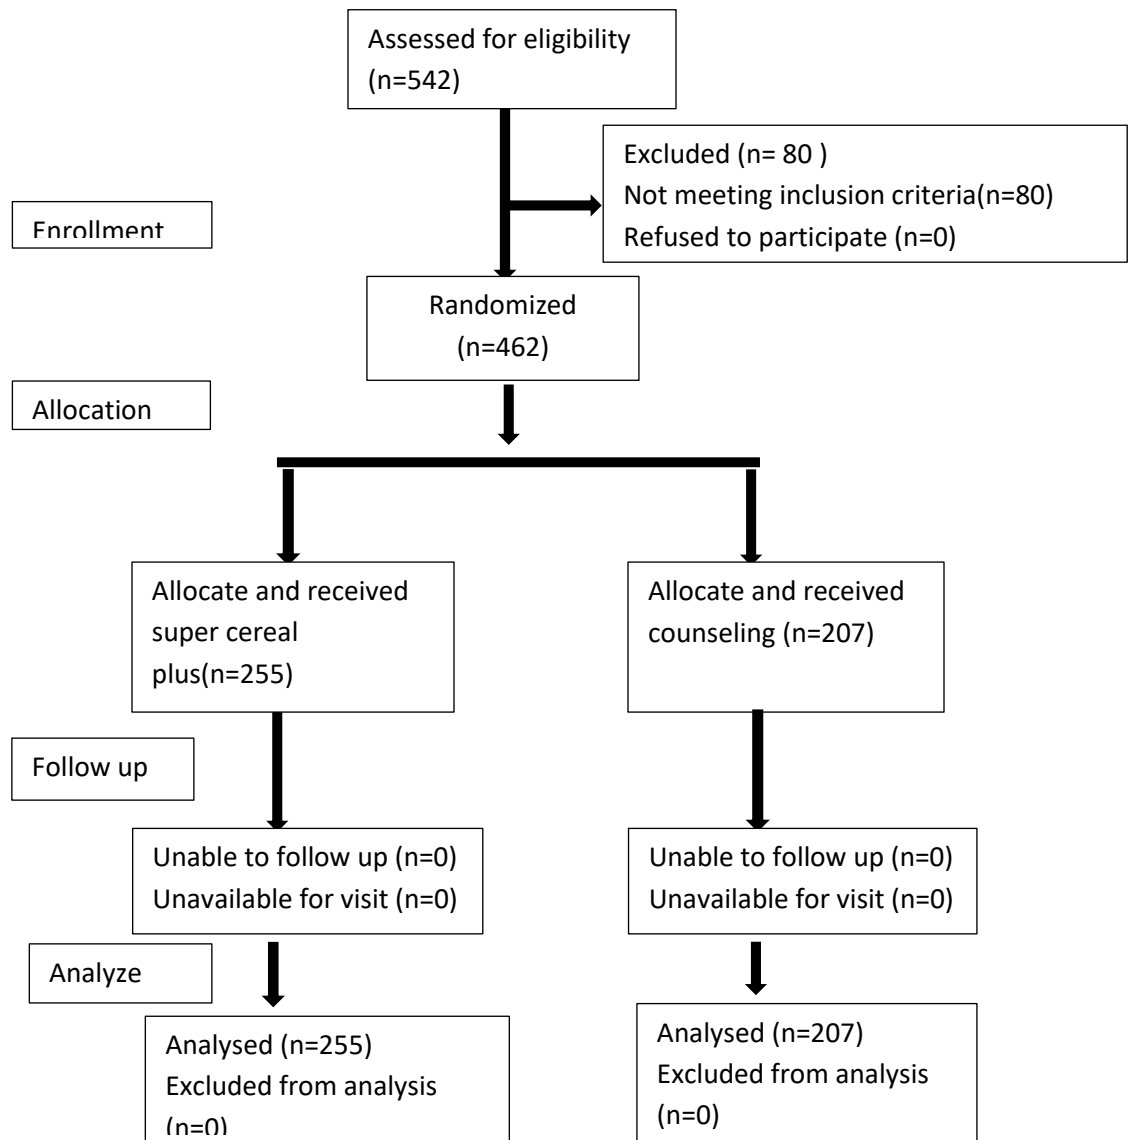 Assessed for eligibility
(n=542)
Excluded (n= 80 )
Not meeting inclusion criteria(n=80)
Refused to participate (n=0)
Enrollment
Randomized
(n=462)
Allocation
Allocate and received
super cereal
plus(n=255)
Allocate and received
counseling (n=207)
Follow up
Unable to follow up (n=0)
Unavailable for visit (n=0)
Unable to follow up (n=0)
Unavailable for visit (n=0)
Analyze
Analysed (n=255)
Excluded from analysis
(n=0)
Analysed (n=207)
Excluded from analysis
(n=0)